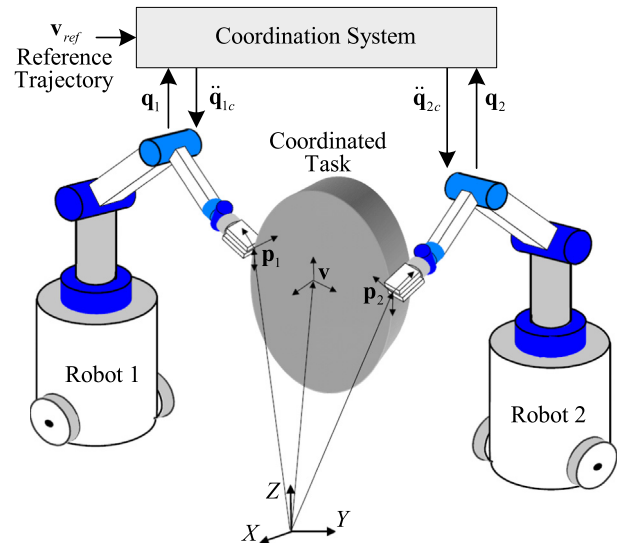 v_ref
Coordination System
Reference
Trajectory
q_1
q̈_1c
q̈_2c
q_2
Coordinated
Task
p_1
v
p_2
Robot 1
Robot 2
Z
X
Y